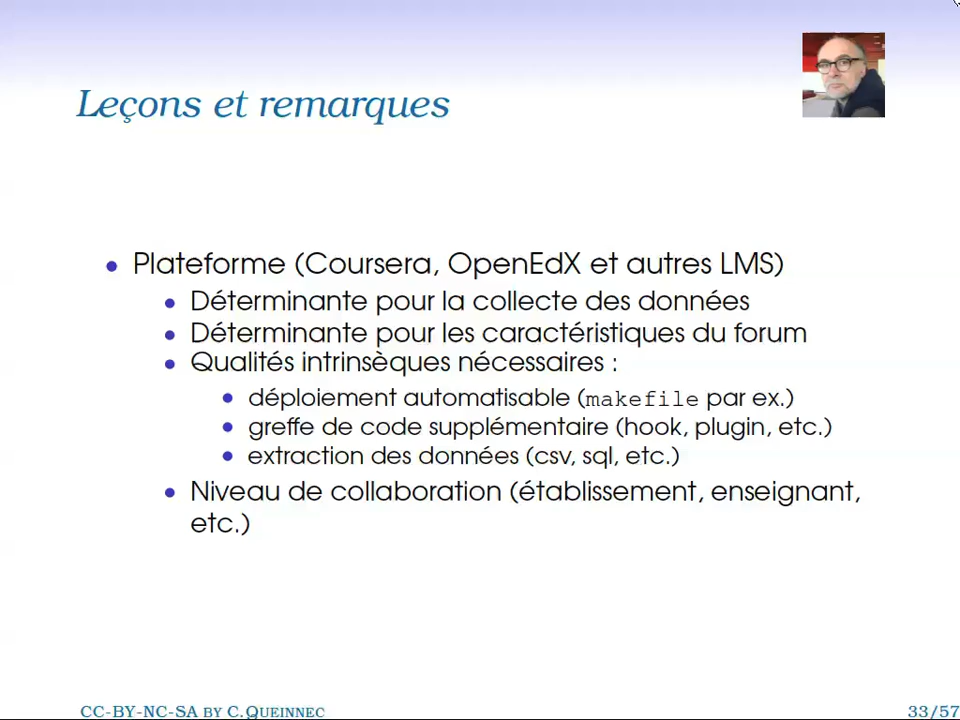 Leçons et remarques
• Plateforme (Coursera, OpenEdX et autres LMS)
• Déterminante pour la collecte des données
• Déterminante pour les caractéristiques du forum
• Qualités intrinsèques nécessaires :
• déploiement automatisable (makefile par ex.)
• greffe de code supplémentaire (hook, plugin, etc.)
• extraction des données (csv, sql, etc.)
• Niveau de collaboration (établissement, enseignant,
etc.)
CC-BY-NC-SA BY C.QUEINNEC
33/57